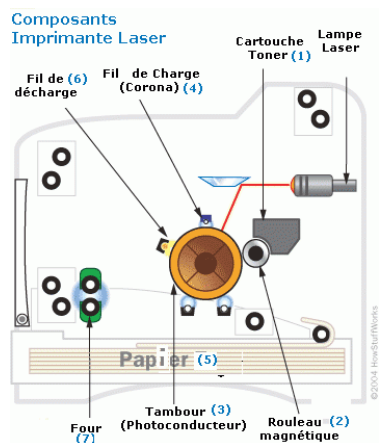 Composants
Imprimante Laser
Cartouche
Toner (1)
Lampe
Laser
Fil de (6)
décharge
Fil de Charge
(Corona) (4)
Papier (5)
Four
(7)
Tambour (3)
(Photoconducteur)
Rouleau (2)
magnétique
©2004 HowStuffWorks